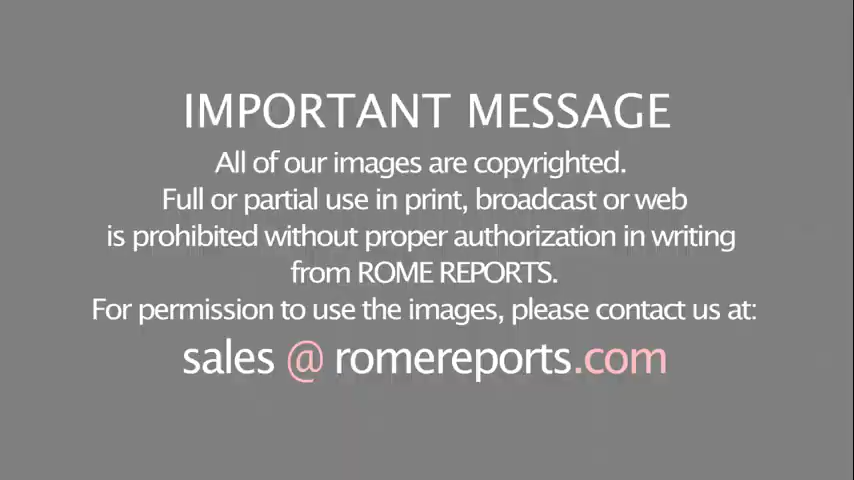 IMPORTANT MESSAGE
All of our images are copyrighted.
Full or partial use in print, broadcast or web
is prohibited without proper authorization in writing
from ROME REPORTS.
For permission to use the images, please contact us at:
sales @ romereports.com